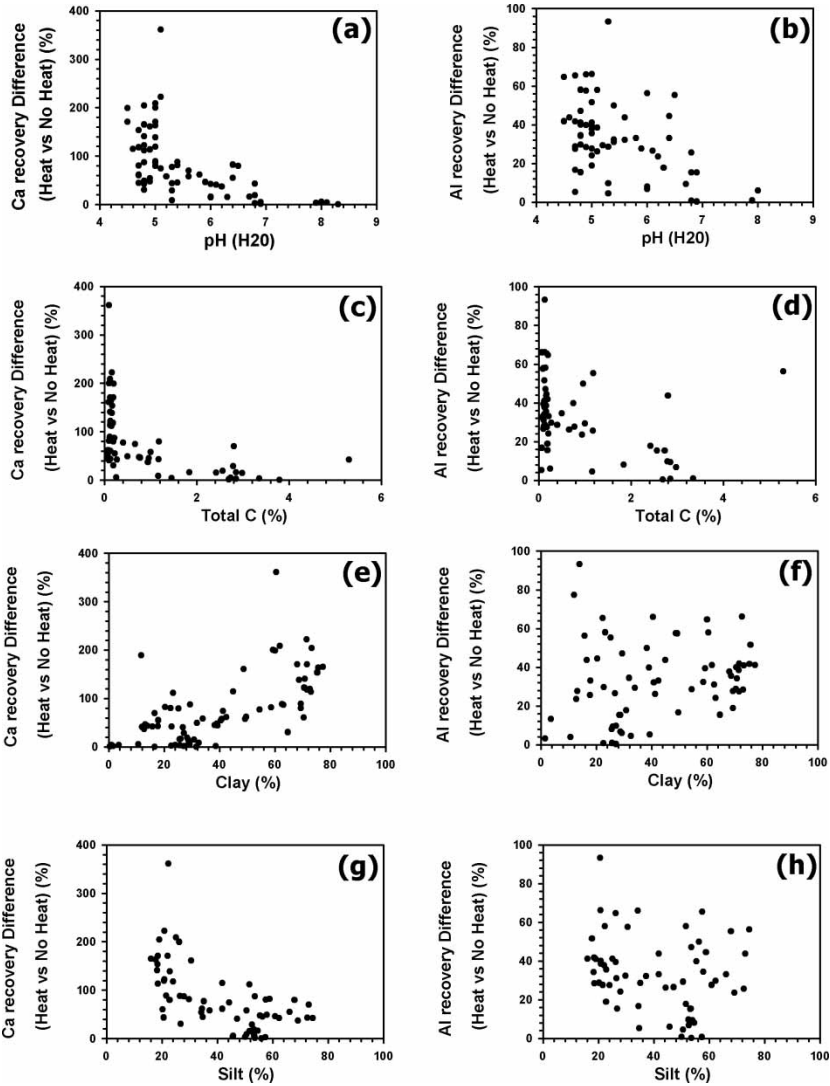 Ca recovery Difference
(Heat vs No Heat) (%)
400
300
200
100
0
(a)
4 5 6 7 8 9
pH (H20)
Al recovery Difference
(Heat vs No Heat) (%)
100
80
60
40
20
0
(b)
4 5 6 7 8 9
pH (H20)
Ca recovery Difference
(Heat vs No Heat) (%)
400
300
200
100
0
(c)
0 2 4 6
Total C (%)
Al recovery Difference
(Heat vs No Heat) (%)
100
80
60
40
20
0
(d)
0 2 4 6
Total C (%)
Ca recovery Difference
(Heat vs No Heat) (%)
400
300
200
100
0
(e)
0 20 40 60 80 100
Clay (%)
Al recovery Difference
(Heat vs No Heat) (%)
100
80
60
40
20
0
(f)
0 20 40 60 80 100
Clay (%)
Ca recovery Difference
(Heat vs No Heat) (%)
400
300
200
100
0
(g)
0 20 40 60 80 100
Silt (%)
Al recovery Difference
(Heat vs No Heat) (%)
100
80
60
40
20
0
(h)
0 20 40 60 80 100
Silt (%)